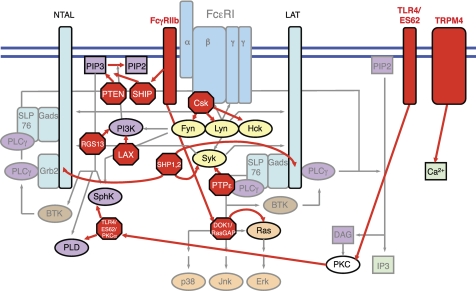 NTAL
FcγRIIb
FcεRI
LAT
TLR4/
ES62
TRPM4
α
β
γ
γ
PIP3
PIP2
PIP2
PTEN
SHIP
Csk
SLP
76
Gads
PLCγ
PI3K
Fyn
Lyn
Hck
RGS13
LAX
SHP1,2
Syk
SLP
76
Gads
PLCγ
PLCγ
Grb2
PLCγ
PTPε
Ca2+
BTK
SphK
BTK
TLR4/
ES62/
PKCα
DOK1/
RasGAP
Ras
DAG
PLD
PKC
IP3
p38
Jnk
Erk